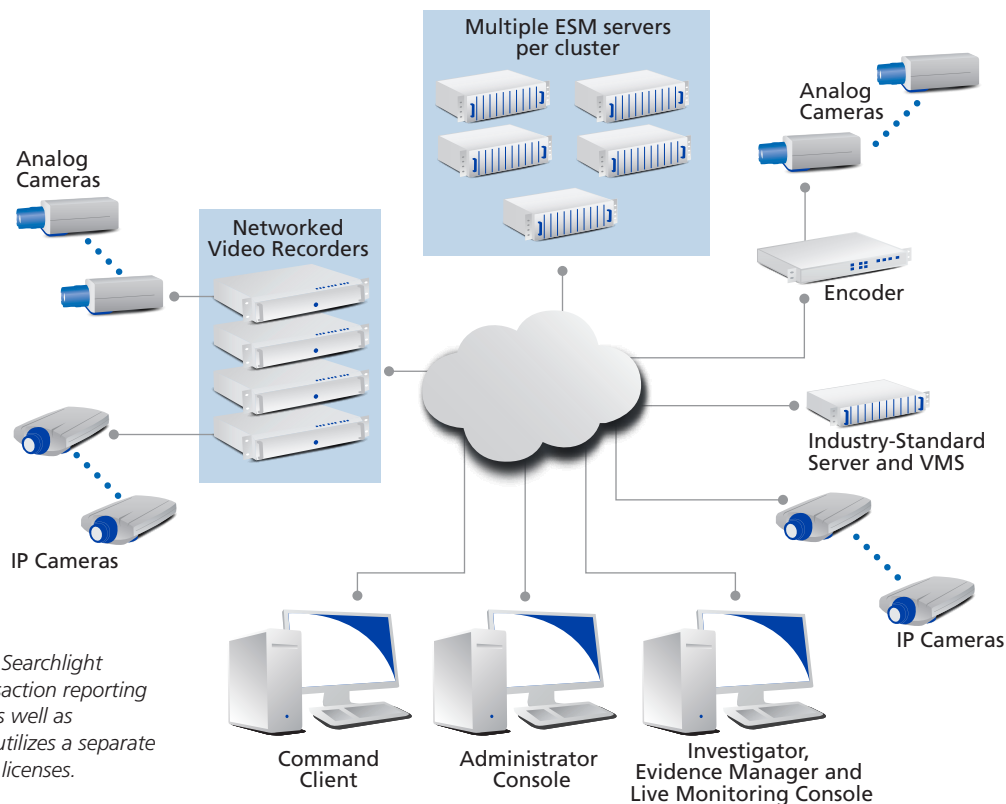 Multiple ESM servers
per cluster
Analog
Cameras
Analog
Cameras
Networked
Video Recorders
Encoder
Industry-Standard
Server and VMS
IP Cameras
IP Cameras
Searchlight
saction reporting
s well as
utilizes a separate
licenses.
Command
Client
Administrator
Console
Investigator,
Evidence Manager and
Live Monitoring Console